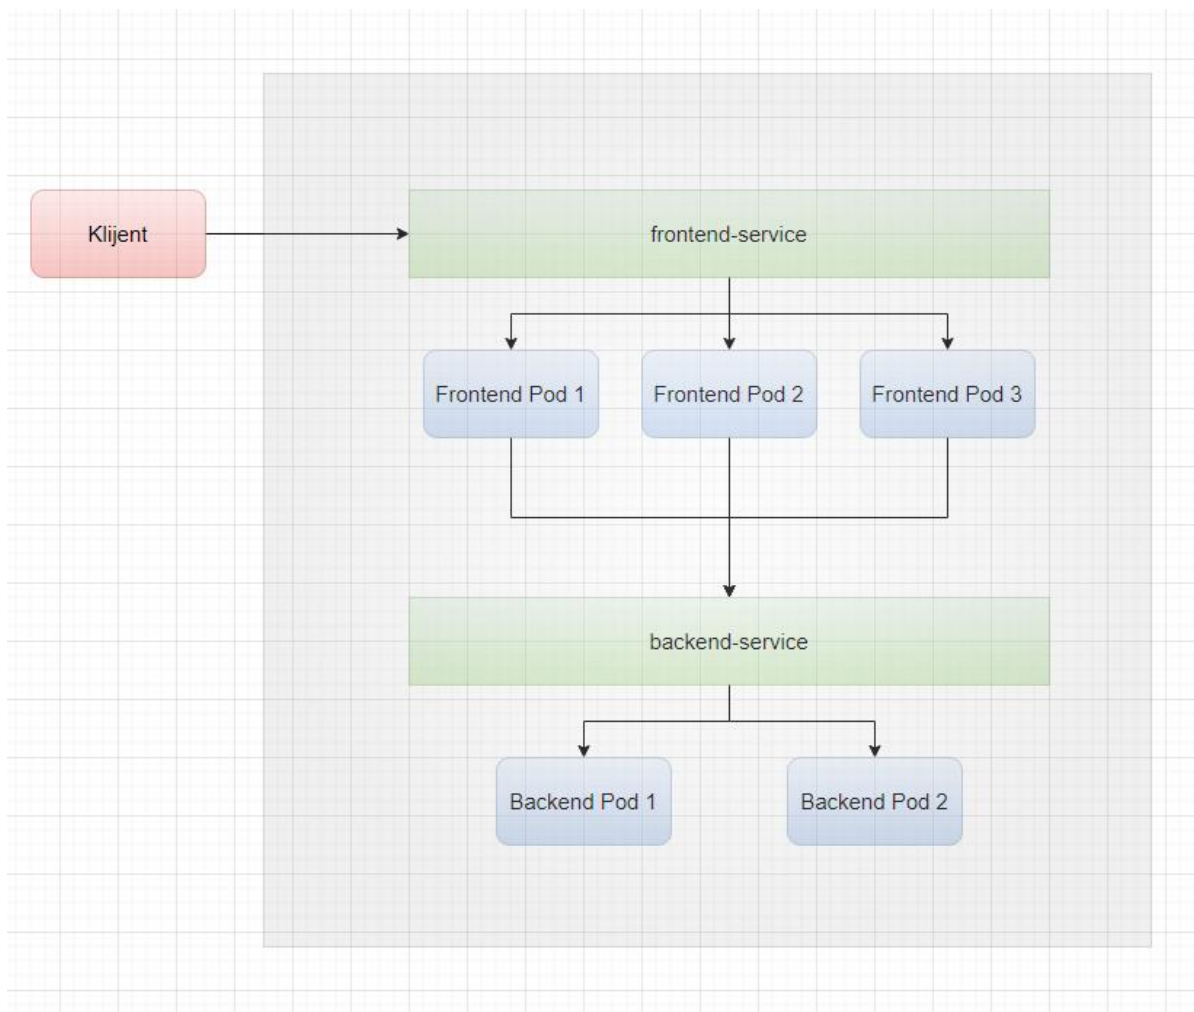 Klijent
frontend-service
Frontend Pod 1
Frontend Pod 2
Frontend Pod 3
backend-service
Backend Pod 1
Backend Pod 2